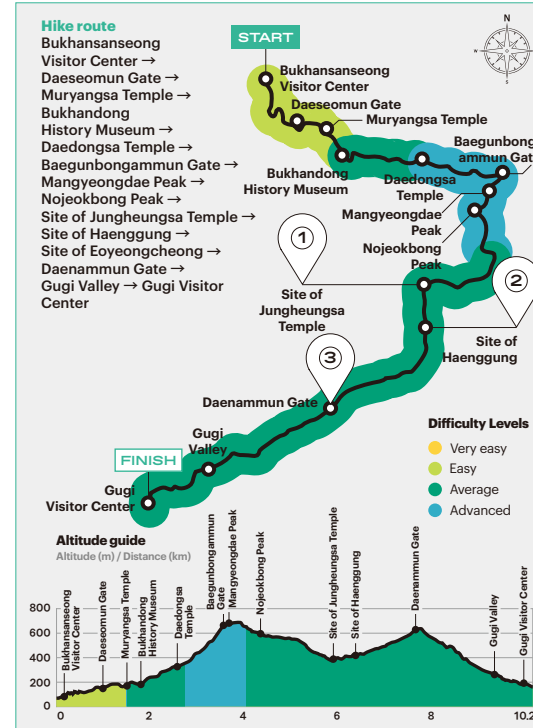 Hike route
Bukhansanseong
Visitor Center →
Daeseomun Gate →
Muryangsa Temple →
Bukhandong
History Museum →
Daedongsa Temple →
Baegunbongammun Gate →
Mangyeongdae Peak →
Nojeokbong Peak →
Site of Jungheungsa Temple →
Site of Haenggung →
Site of Eoyeongcheong →
Daenammun Gate →
Gugi Valley → Gugi Visitor
Center
START
N
W
E
S
Bukhansanseong
Visitor Center
Daeseomun Gate
Muryangsa Temple
Baegunbong
ammun Gat
Bukhandong
History Museum
Daedongsa
Temple
Mangyeongdae
Peak
Nojeokbong
Peak
1
Site of
Jungheungsa
Temple
2
Site of
Haenggung
3
Daenammun Gate
Gugi
Valley
FINISH
Gugi
Visitor Center
Difficulty Levels
Very easy
Easy
Average
Advanced
Altitude guide
Altitude (m) / Distance (km)
800
600
400
200
0
Bukhansanseong
Visitor Center
Daeseomun Gate
Muryangsa Temple
Bukhandong
History Museum
Daedongsa
Temple
Baegunbongammun
Gate
Mangyeongdae Peak
Nojeokbong Peak
Site of Jungheungsa Temple
Site of Haenggung
Daenammun Gate
Gugi Valley
Gugi Visitor Center
0
2
4
6
8
10.2